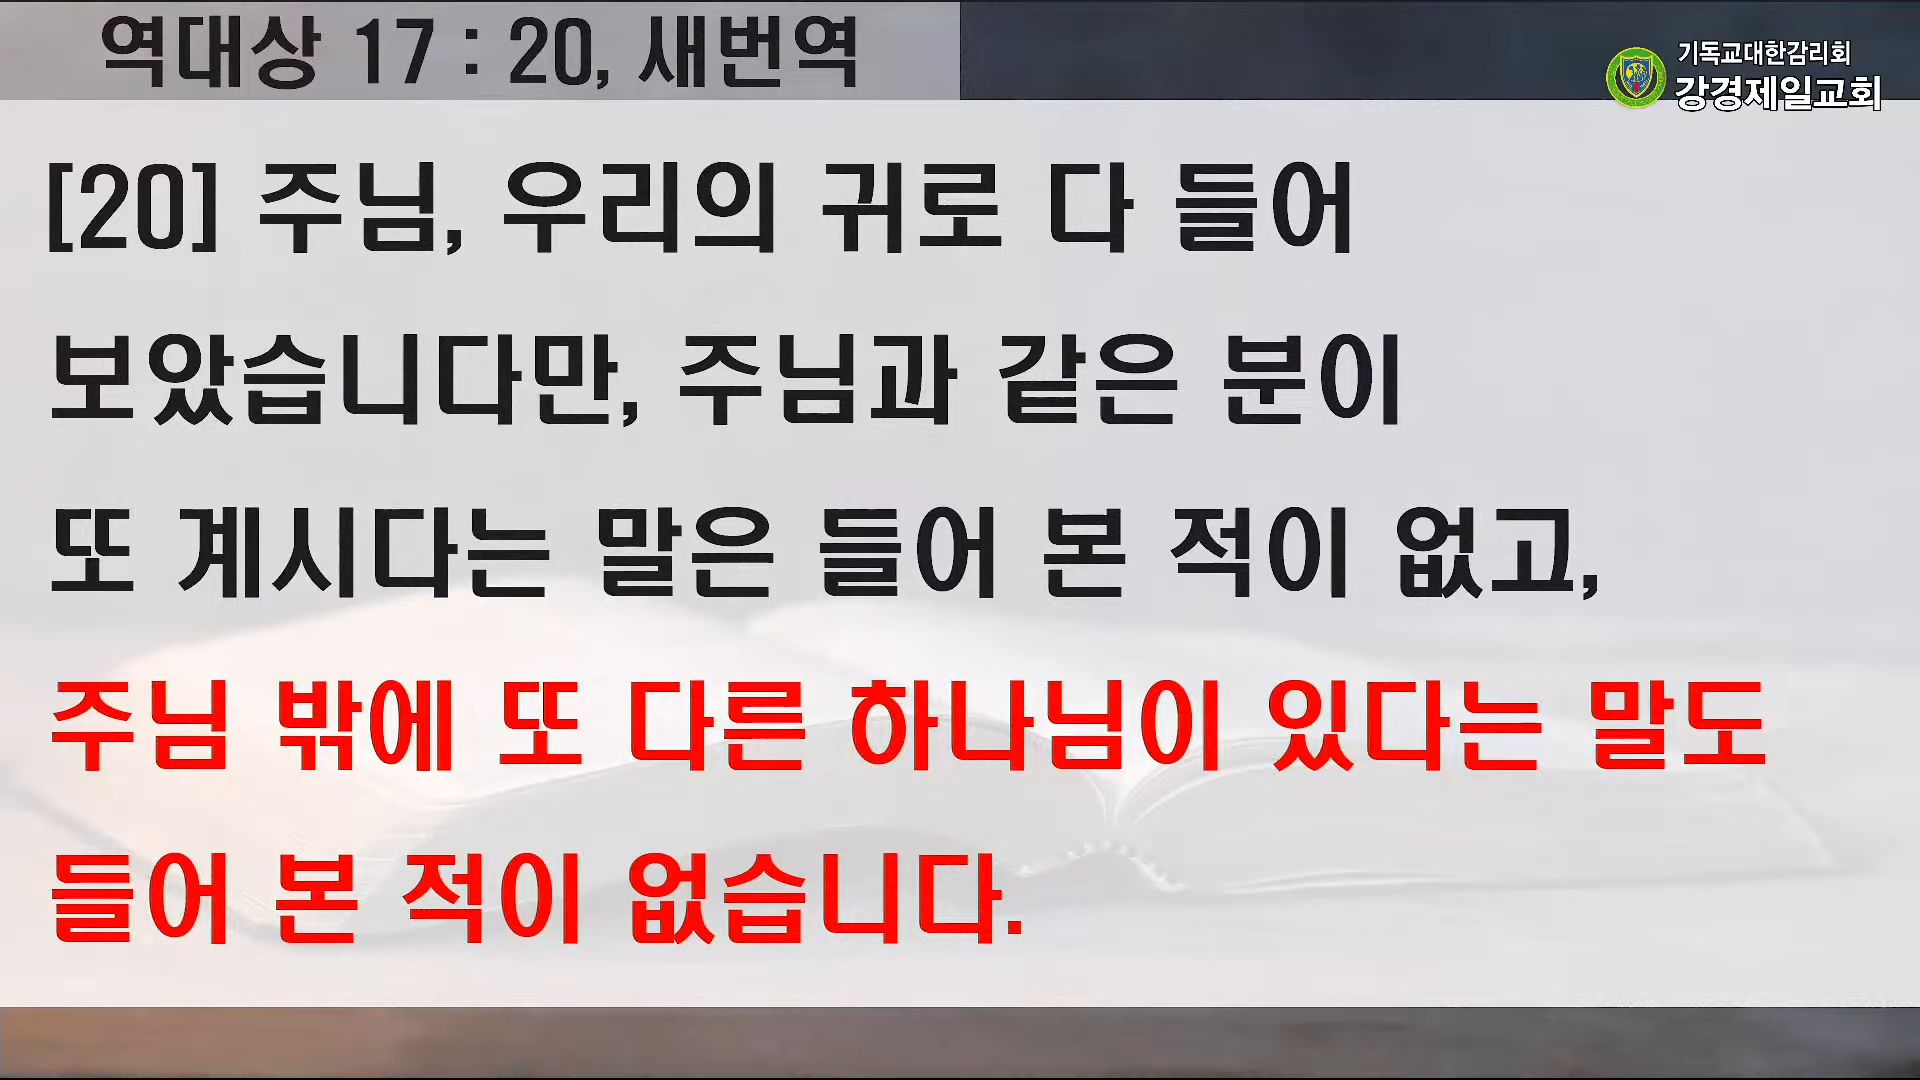 역대상 17 : 20, 새번역
기독교대한감리회
강경제일교회
[20] 주님, 우리의 귀로 다 들어
보았습니다만, 주님과 같은 분이
또 계시다는 말은 들어 본 적이 없고,
주님 밖에 또 다른 하나님이 있다는 말도
들어 본 적이 없습니다.